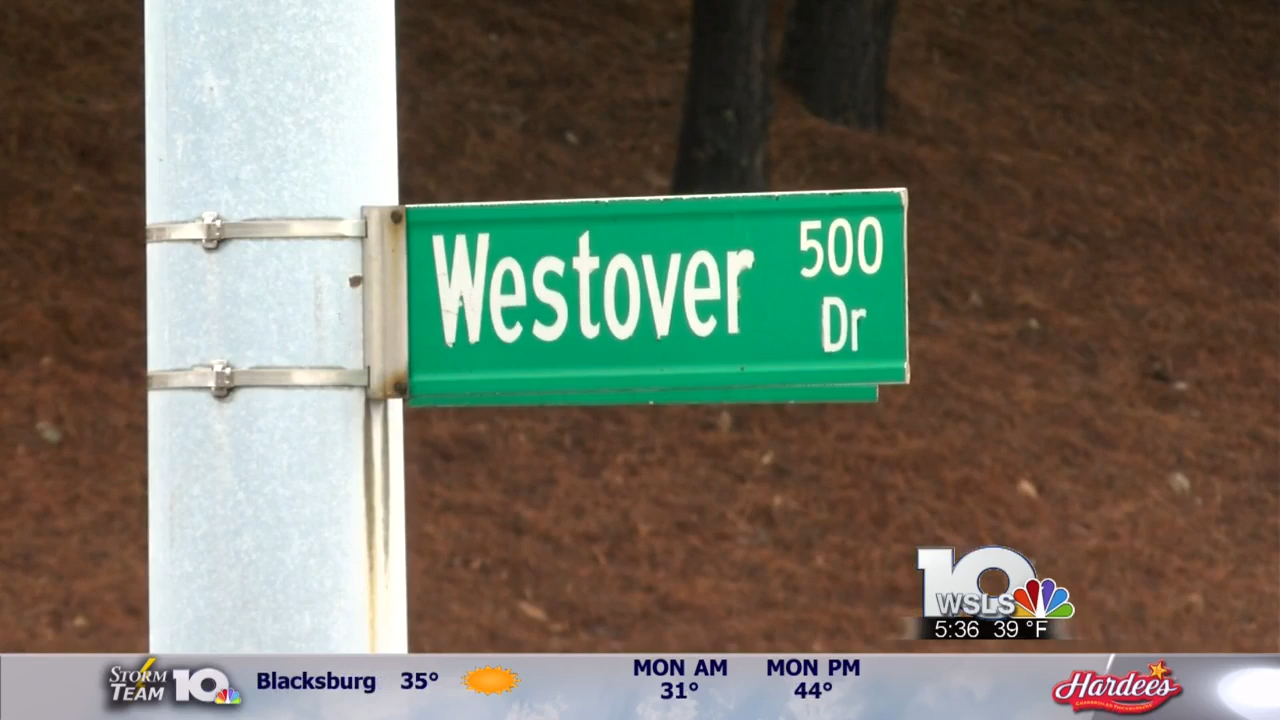 Westover
500
Dr
10
WSLS
5:36 39 °F
STORM TEAM 10
Blacksburg 35°
MON AM
31°
MON PM
44°
Hardee's